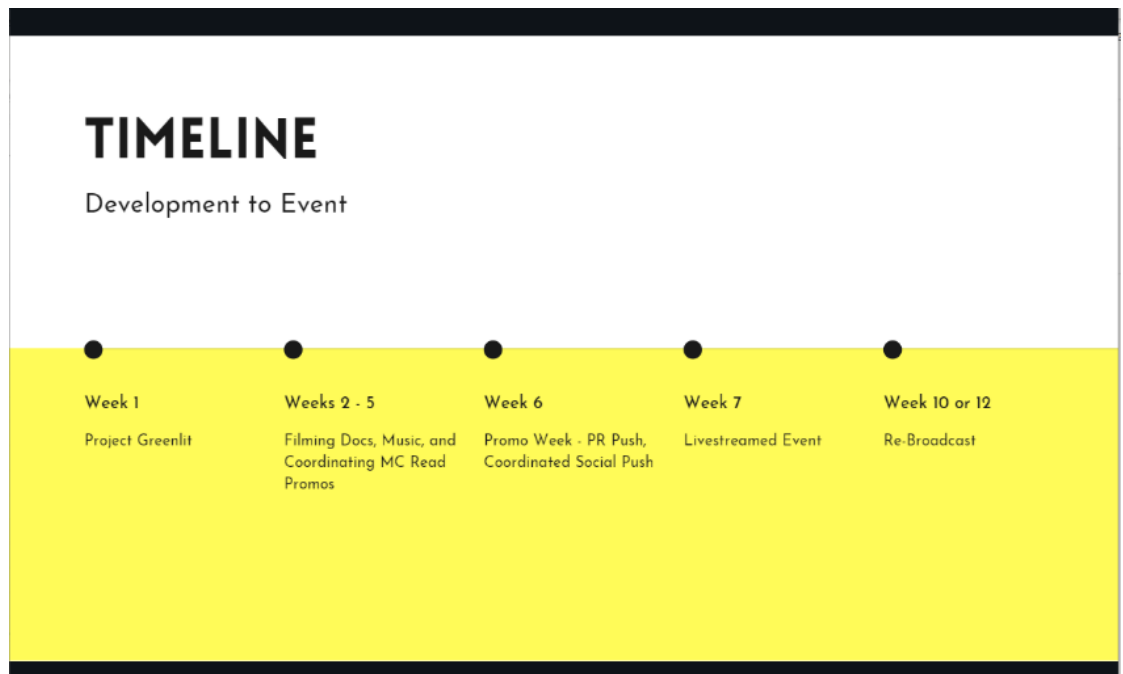 TIMELINE
Development to Event
Week 1
Project Greenlit
Weeks 2 - 5
Filming Docs, Music, and
Coordinating MC Read
Promos
Week 6
Promo Week - PR Push,
Coordinated Social Push
Week 7
Livestreamed Event
Week 10 or 12
Re-Broadcast